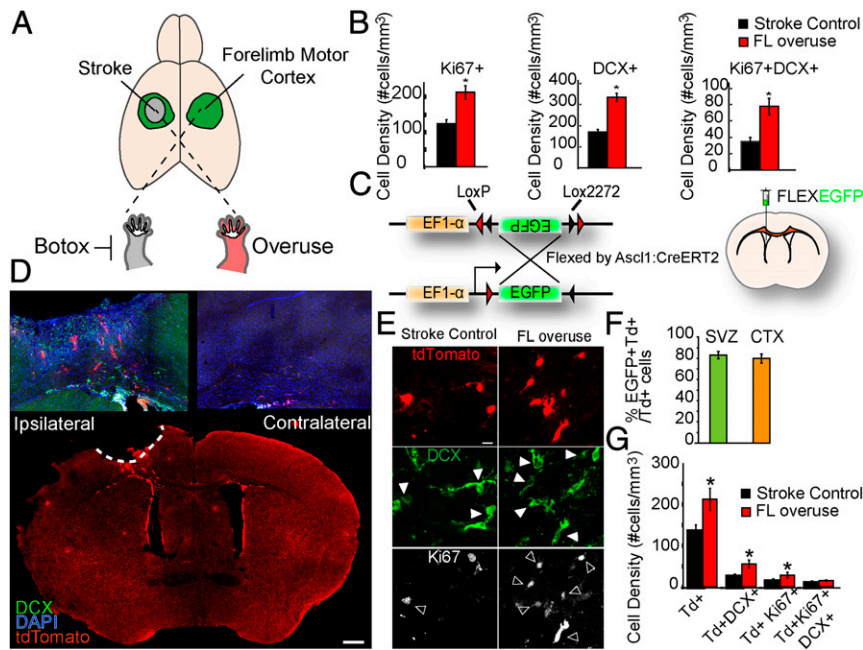 A
Stroke
Forelimb Motor
Cortex
Botox
Overuse
B
Stroke Control
FL overuse
Cell Density (#cells/mm3)
Ki67+
*
200
100
0
Cell Density (#cells/mm3)
DCX+
*
400
300
200
100
0
Cell Density (#cells/mm3)
Ki67+DCX+
*
100
80
60
40
20
0
C
LoxP
Lox2272
EF1-α
EGFP
Flexed by Ascl1:CreERT2
EF1-α
EGFP
FLEXEGFP
D
Ipsilateral
Contralateral
DCX
DAPI
tdTomato
E
Stroke Control
FL overuse
tdTomato
DCX
Ki67
F
% EGFP+Td+
/Td+ cells
100
80
60
40
20
0
SVZ
CTX
G
Cell Density (#cells/mm3)
300
200
100
0
Stroke Control
FL overuse
*
*
*
Td+
Td+DCX+
Td+ Ki67+
Td+Ki67+
DCX+